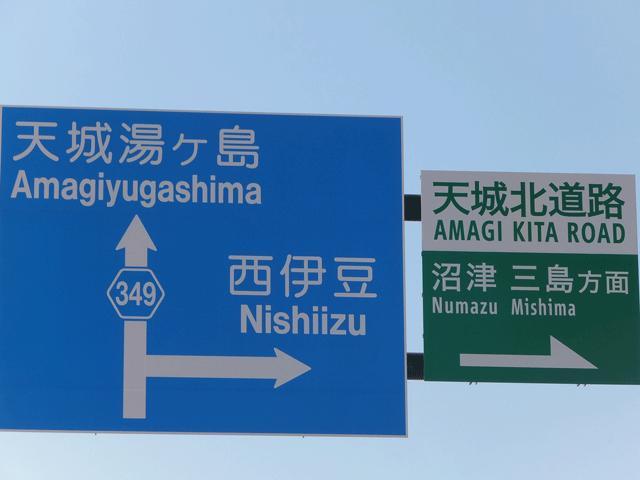 天城湯ケ島
Amagiyugashima
349
西伊豆
Nishiizu
天城北道路
AMAGI KITA ROAD
沼津 三島方面
Numazu Mishima